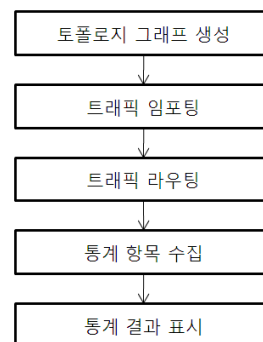 토폴로지 그래프 생성
트래픽 임포팅
트래픽 라우팅
통계 항목 수집
통계 결과 표시